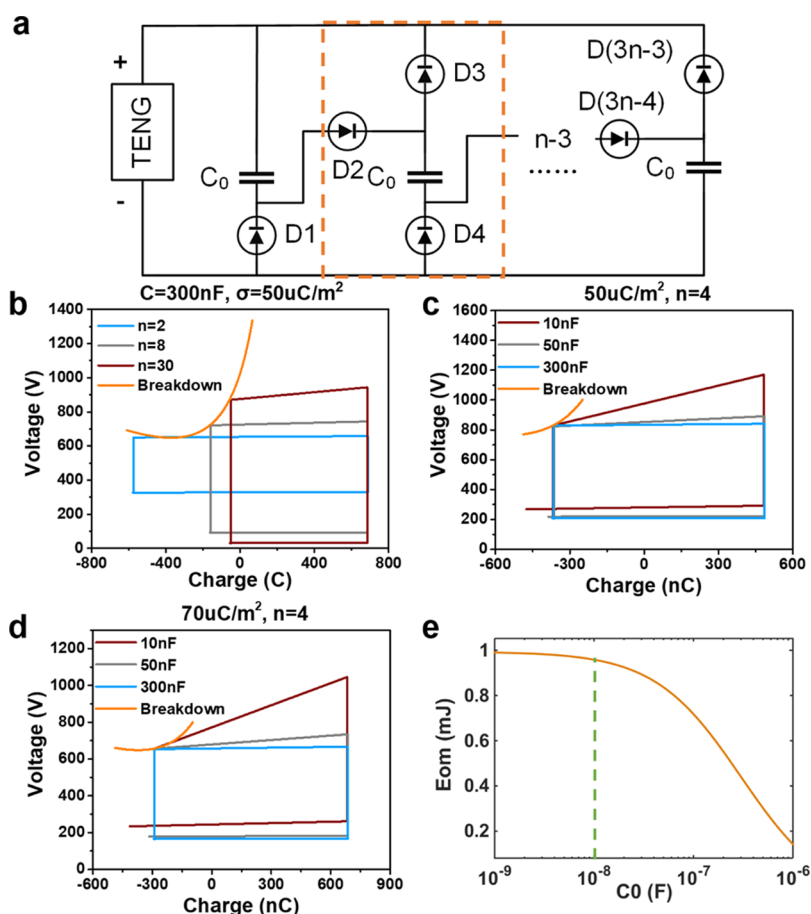 a
+
TENG
-
C₀
D1
D2
C₀
D3
D4
n-3
......
D(3n-3)
D(3n-4)
C₀
b
C=300nF, σ=50uC/m²
n=2
n=8
n=30
Breakdown
Voltage (V)
1400
1200
1000
800
600
400
200
0
-800 -400 0 400 800
Charge (C)
c
50uC/m², n=4
10nF
50nF
300nF
Breakdown
Voltage (V)
1600
1400
1200
1000
800
600
400
200
0
-600 -300 0 300 600
Charge (nC)
d
70uC/m², n=4
10nF
50nF
300nF
Breakdown
Voltage (V)
1200
1000
800
600
400
200
0
-600 -300 0 300 600
Charge (nC)
e
Eom (mJ)
1
0.8
0.6
0.4
0.2
10⁻⁹ 10⁻⁸ 10⁻⁷ 10⁻⁶
C0 (F)